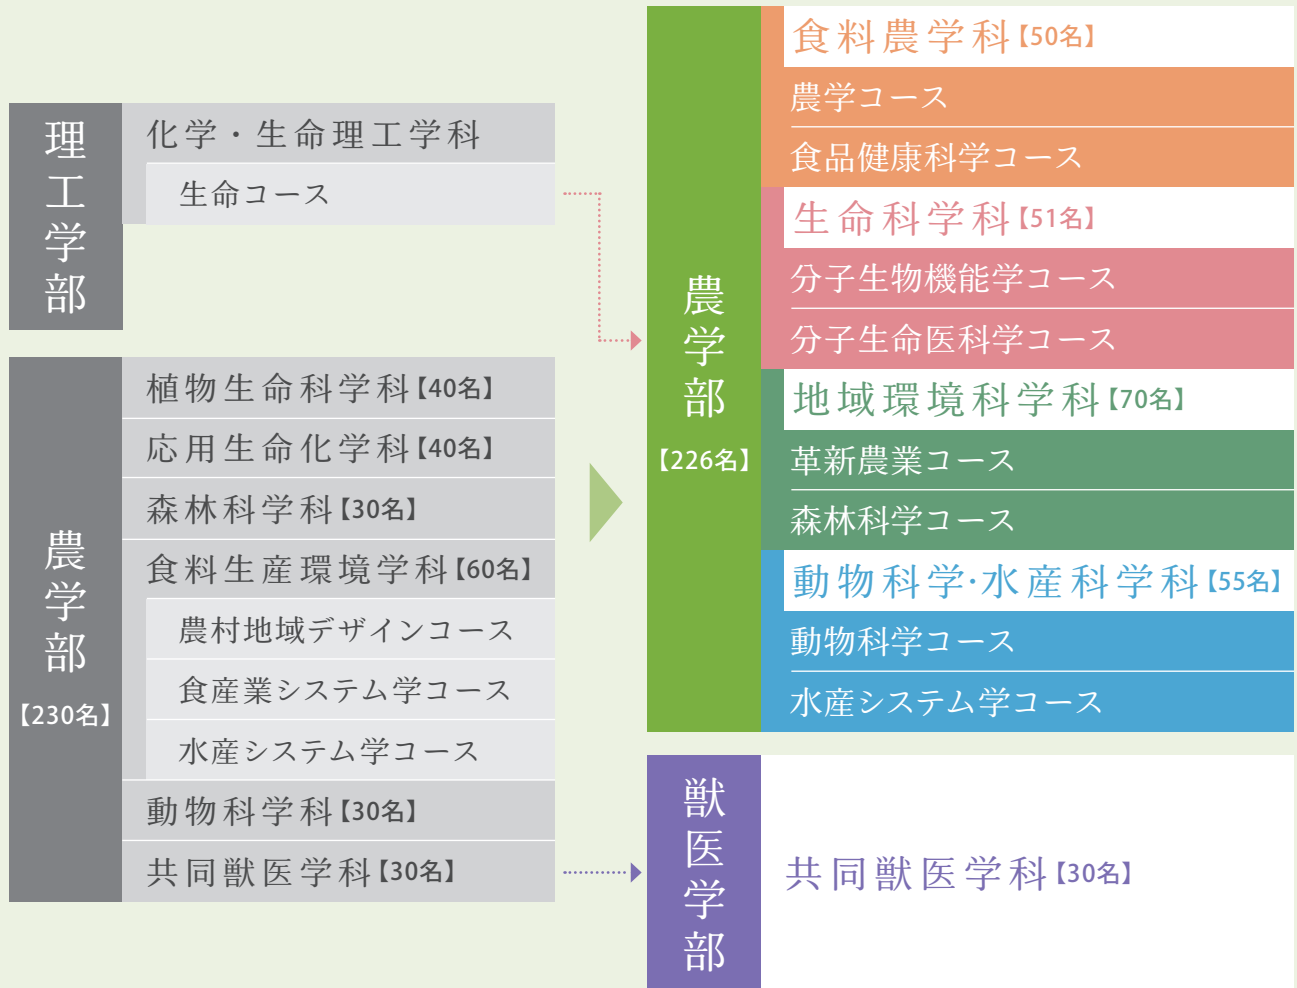 理工学部
化学・生命理工学科
生命コース
農学部
【230名】
植物生命科学科【40名】
応用生命化学科【40名】
森林科学科【30名】
食料生産環境学科【60名】
農村地域デザインコース
食産業システム学コース
水産システム学コース
動物科学科【30名】
共同獣医学科【30名】
農学部
【226名】
食料農学科【50名】
農学コース
食品健康科学コース
生命科学科【51名】
分子生物機能学コース
分子生命医科学コース
地域環境科学科【70名】
革新農業コース
森林科学コース
動物科学・水産科学科【55名】
動物科学コース
水産システム学コース
獣医学部
共同獣医学科【30名】